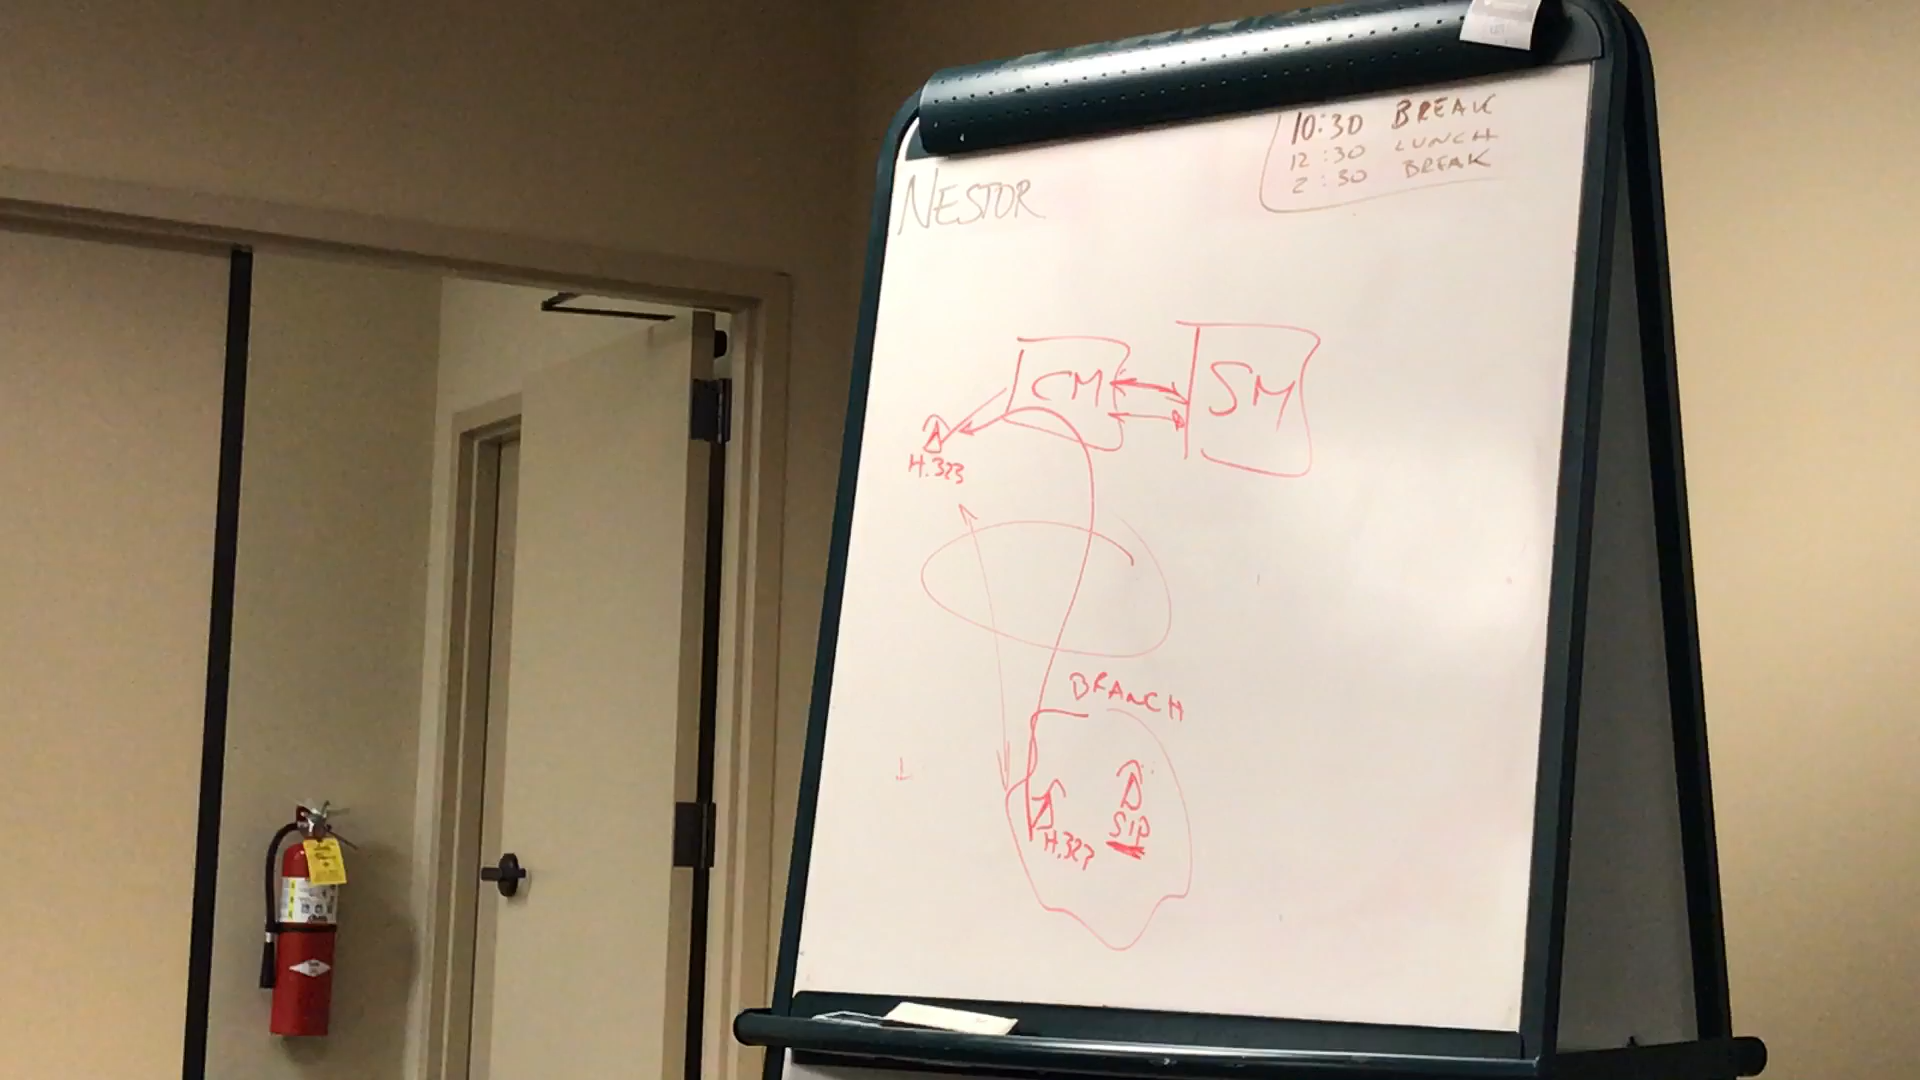 10:30 BREAK
12:30 LUNCH
2:30 BREAK
NESTOR
CM
SM
H.323
BRANCH
H.323
SIP